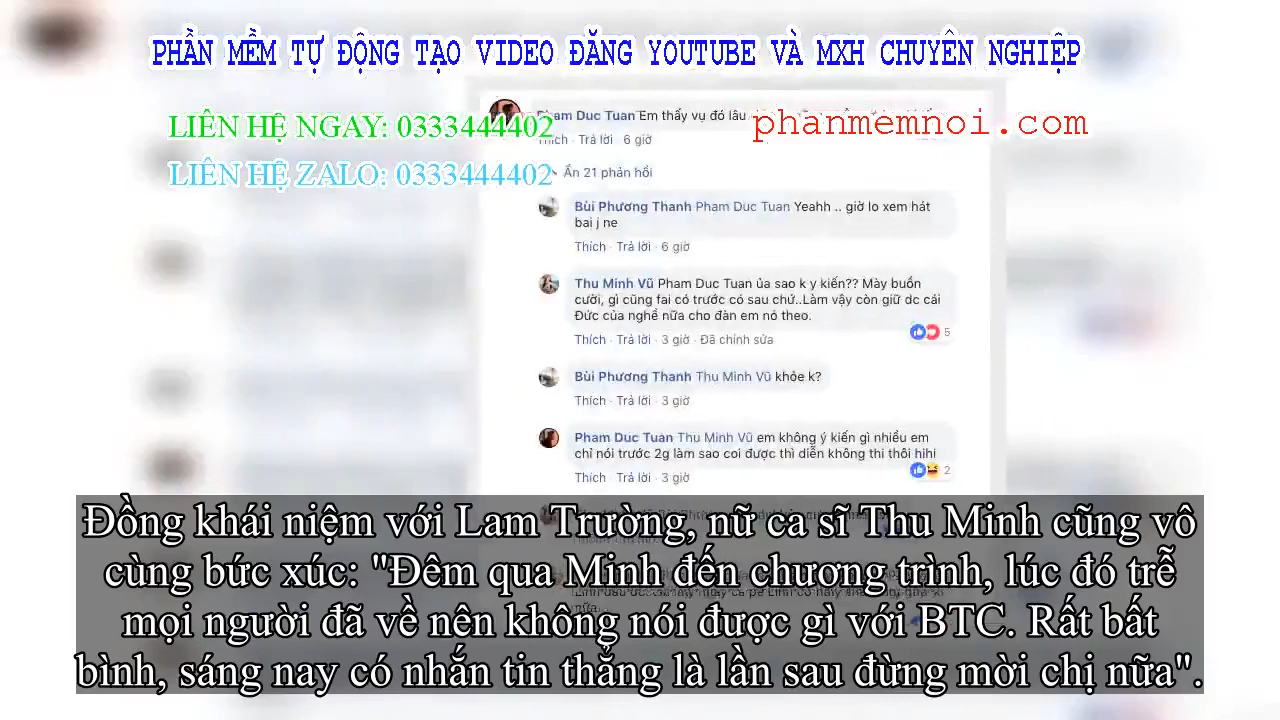 PHẦN MỀM TỰ ĐỘNG TẠO VIDEO ĐĂNG YOUTUBE VÀ MXH CHUYÊN NGHIỆP
LIÊN HỆ NGAY: 0333444402
phanmemnoi.com
LIÊN HỆ ZALO: 0333444402
Pham Duc Tuan Em thấy vụ đó lâu
Thích · Trả lời · 6 giờ
Ẩn 21 phản hồi
Bùi Phương Thanh Pham Duc Tuan Yeahh .. giờ lo xem hát
bai j ne
Thích · Trả lời · 6 giờ
Thu Minh Vũ Pham Duc Tuan ủa sao k y kiến?? Mày buồn
cười, gì cũng fai có trước có sau chứ..Làm vậy còn giữ dc cái
Đức của nghề nữa cho đàn em nó theo.
5
Thích · Trả lời · 3 giờ · Đã chỉnh sửa
Bùi Phương Thanh Thu Minh Vũ khỏe k?
Thích · Trả lời · 3 giờ
Pham Duc Tuan Thu Minh Vũ em không ý kiến gì nhiều em
chỉ nói trước 2g làm sao coi được thì diễn không thi thôi hihi
2
Thích · Trả lời · 3 giờ
Đồng khái niệm với Lam Trường, nữ ca sĩ Thu Minh cũng vô
cùng bức xúc: "Đêm qua Minh đến chương trình, lúc đó trễ
mọi người đã về nên không nói được gì với BTC. Rất bất
bình, sáng nay có nhắn tin thẳng là lần sau đừng mời chị nữa".